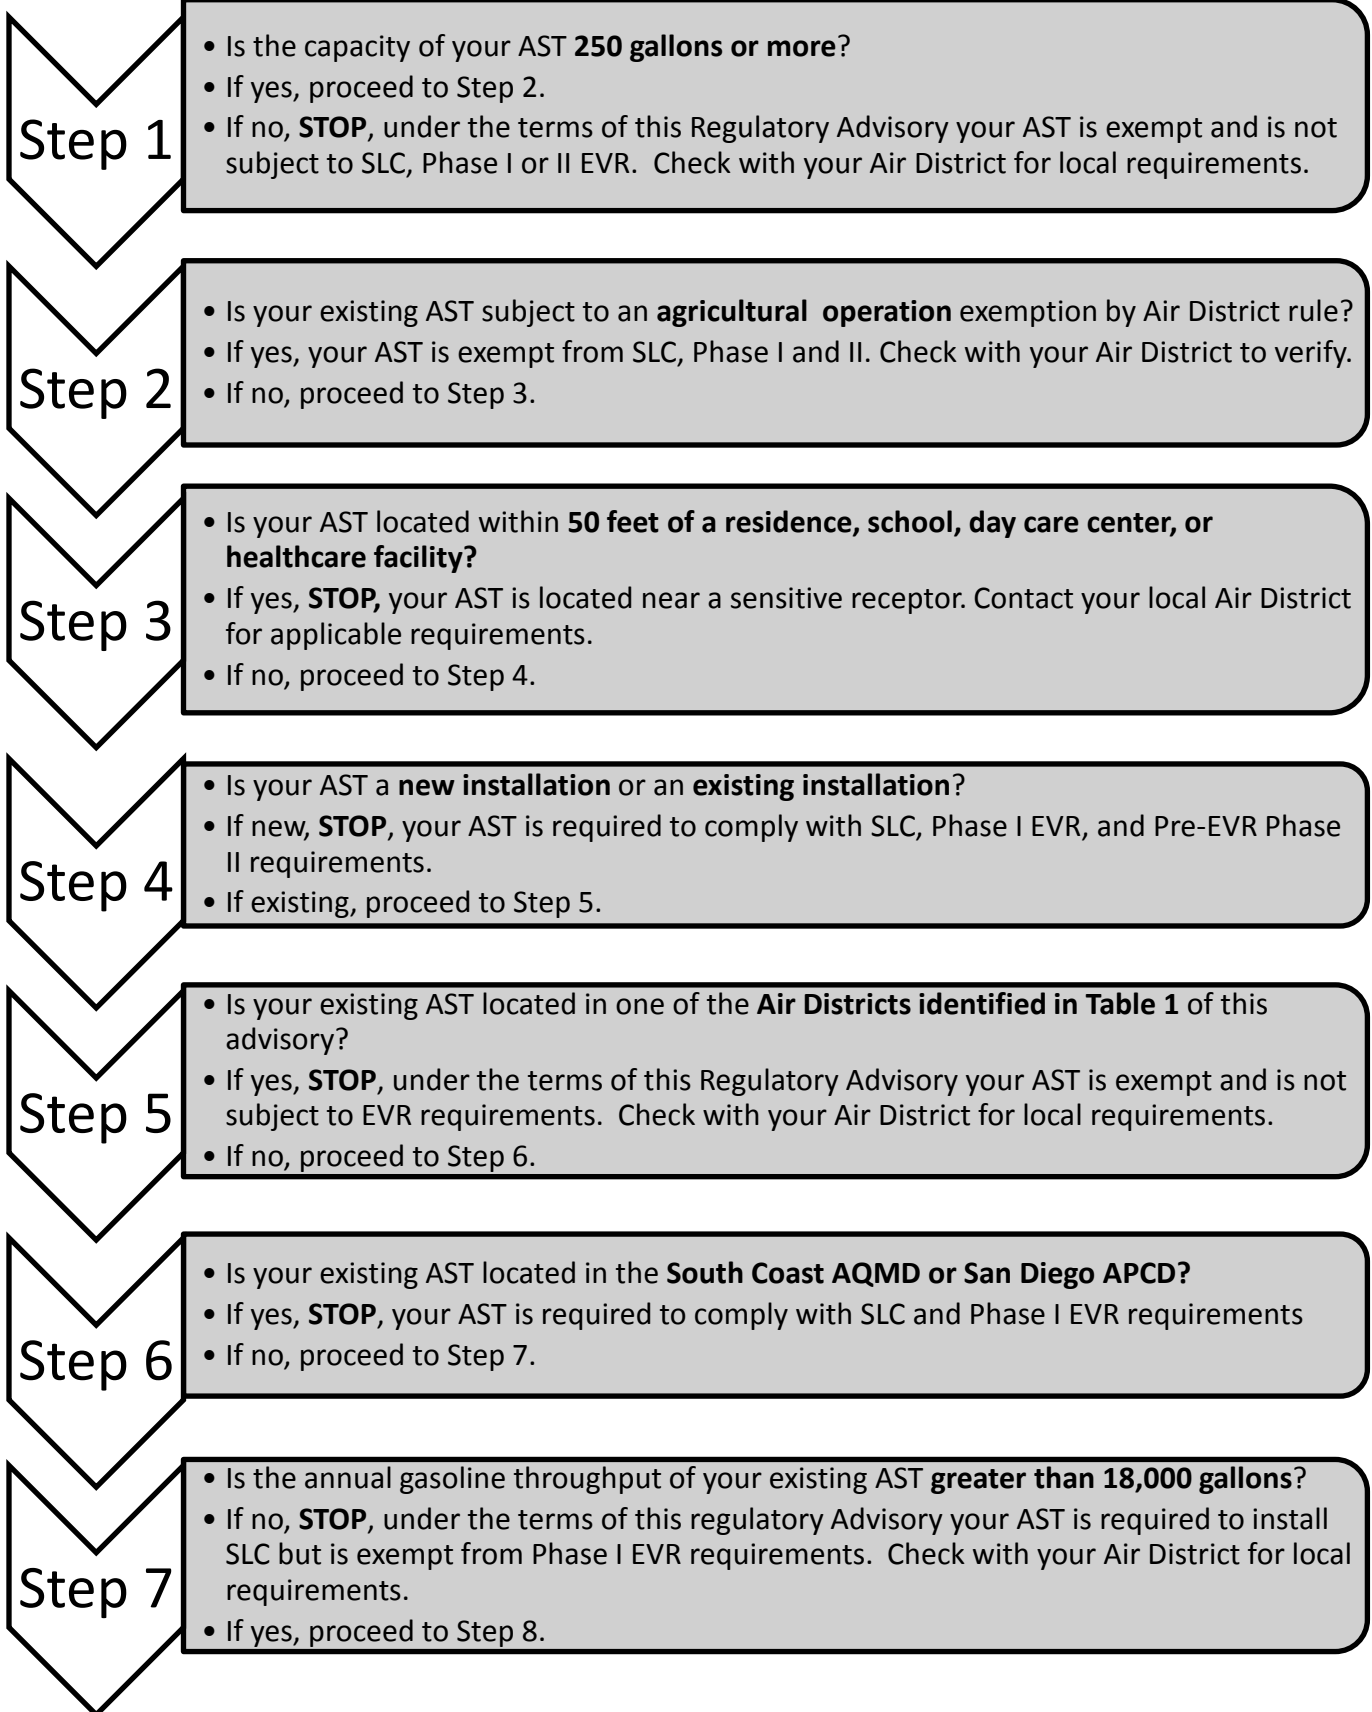 Step 1
• Is the capacity of your AST 250 gallons or more?
• If yes, proceed to Step 2.
• If no, STOP, under the terms of this Regulatory Advisory your AST is exempt and is not
subject to SLC, Phase I or II EVR.  Check with your Air District for local requirements.
Step 2
• Is your existing AST subject to an agricultural  operation exemption by Air District rule?
• If yes, your AST is exempt from SLC, Phase I and II. Check with your Air District to verify.
• If no, proceed to Step 3.
Step 3
• Is your AST located within 50 feet of a residence, school, day care center, or
healthcare facility?
• If yes, STOP, your AST is located near a sensitive receptor. Contact your local Air District
for applicable requirements.
• If no, proceed to Step 4.
Step 4
• Is your AST a new installation or an existing installation?
• If new, STOP, your AST is required to comply with SLC, Phase I EVR, and Pre-EVR Phase
II requirements.
• If existing, proceed to Step 5.
Step 5
• Is your existing AST located in one of the Air Districts identified in Table 1 of this
advisory?
• If yes, STOP, under the terms of this Regulatory Advisory your AST is exempt and is not
subject to EVR requirements.  Check with your Air District for local requirements.
• If no, proceed to Step 6.
Step 6
• Is your existing AST located in the South Coast AQMD or San Diego APCD?
• If yes, STOP, your AST is required to comply with SLC and Phase I EVR requirements
• If no, proceed to Step 7.
Step 7
• Is the annual gasoline throughput of your existing AST greater than 18,000 gallons?
• If no, STOP, under the terms of this regulatory Advisory your AST is required to install
SLC but is exempt from Phase I EVR requirements.  Check with your Air District for local
requirements.
• If yes, proceed to Step 8.